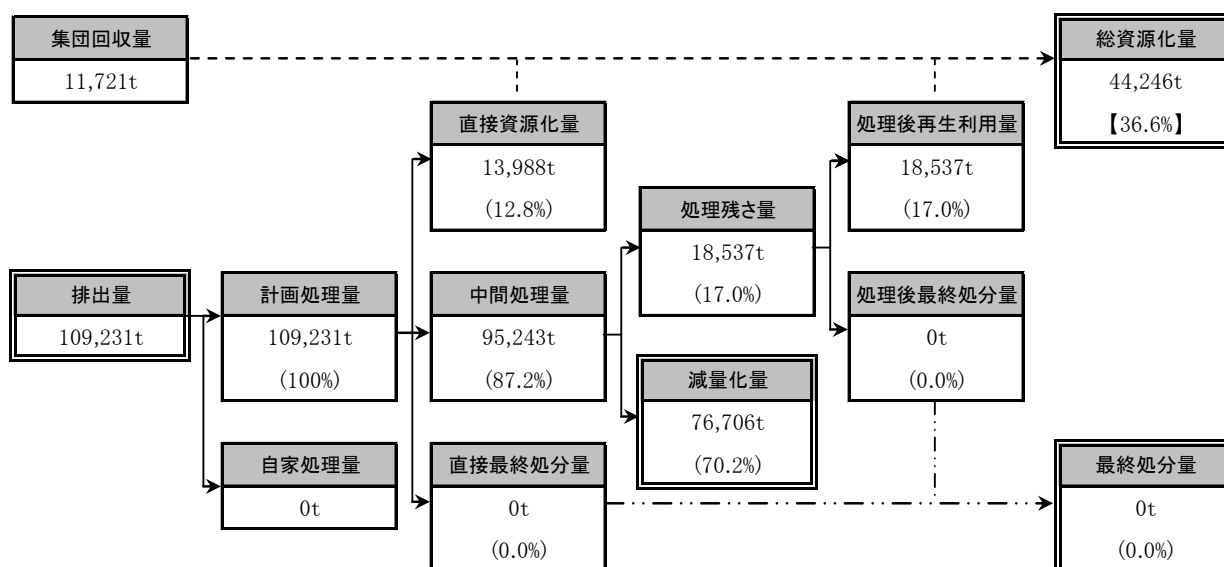 集団回収量
11,721t
総資源化量
44,246t
【36.6%】
直接資源化量
13,988t
(12.8%)
処理後再生利用量
18,537t
(17.0%)
処理残さ量
18,537t
(17.0%)
排出量
109,231t
計画処理量
109,231t
(100%)
中間処理量
95,243t
(87.2%)
処理後最終処分量
0t
(0.0%)
減量化量
76,706t
(70.2%)
自家処理量
0t
直接最終処分量
0t
(0.0%)
最終処分量
0t
(0.0%)